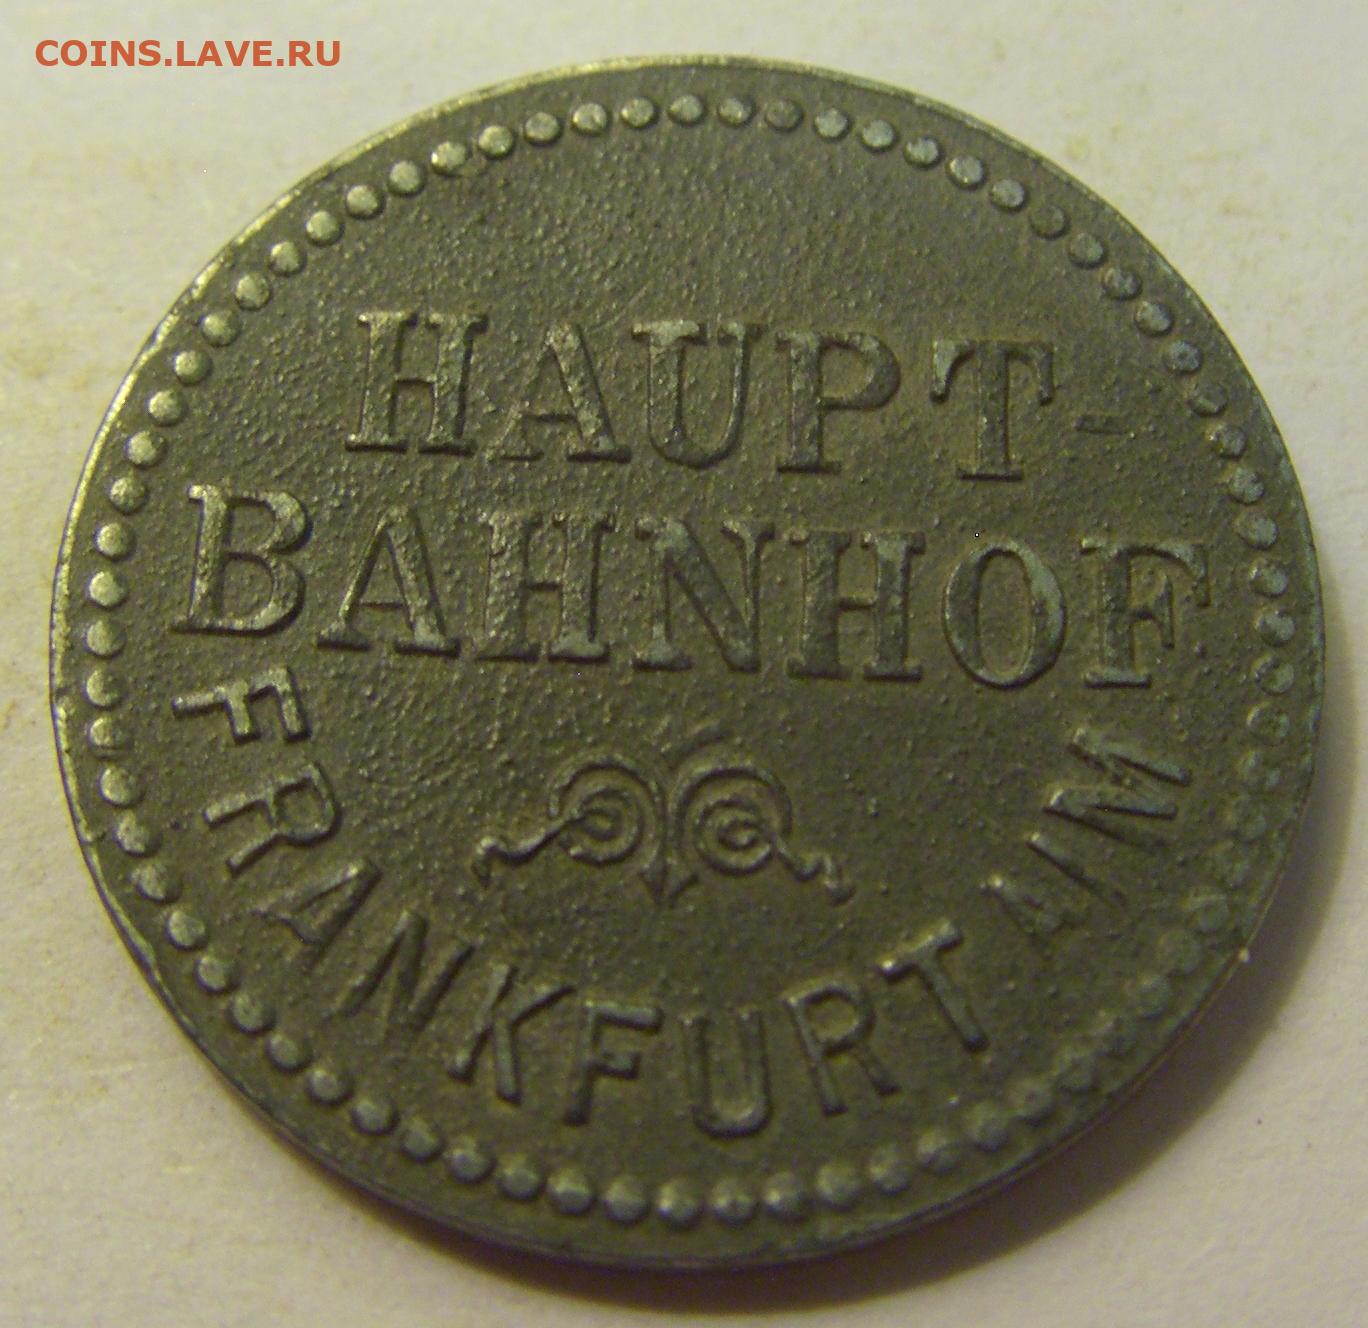 COINS.LAVE.RU
HAUPT-
BAHNHOF
FRANKFURT A/M